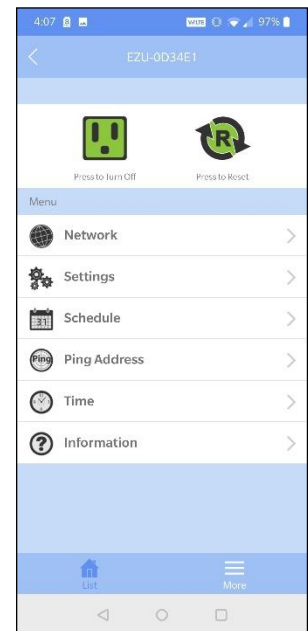 4:07 97%
EZU-0D34E1
R
Press to Turn Off Press to Reset
Menu
Network
Settings
31 Schedule
Ping Ping Address
Time
Information
List More